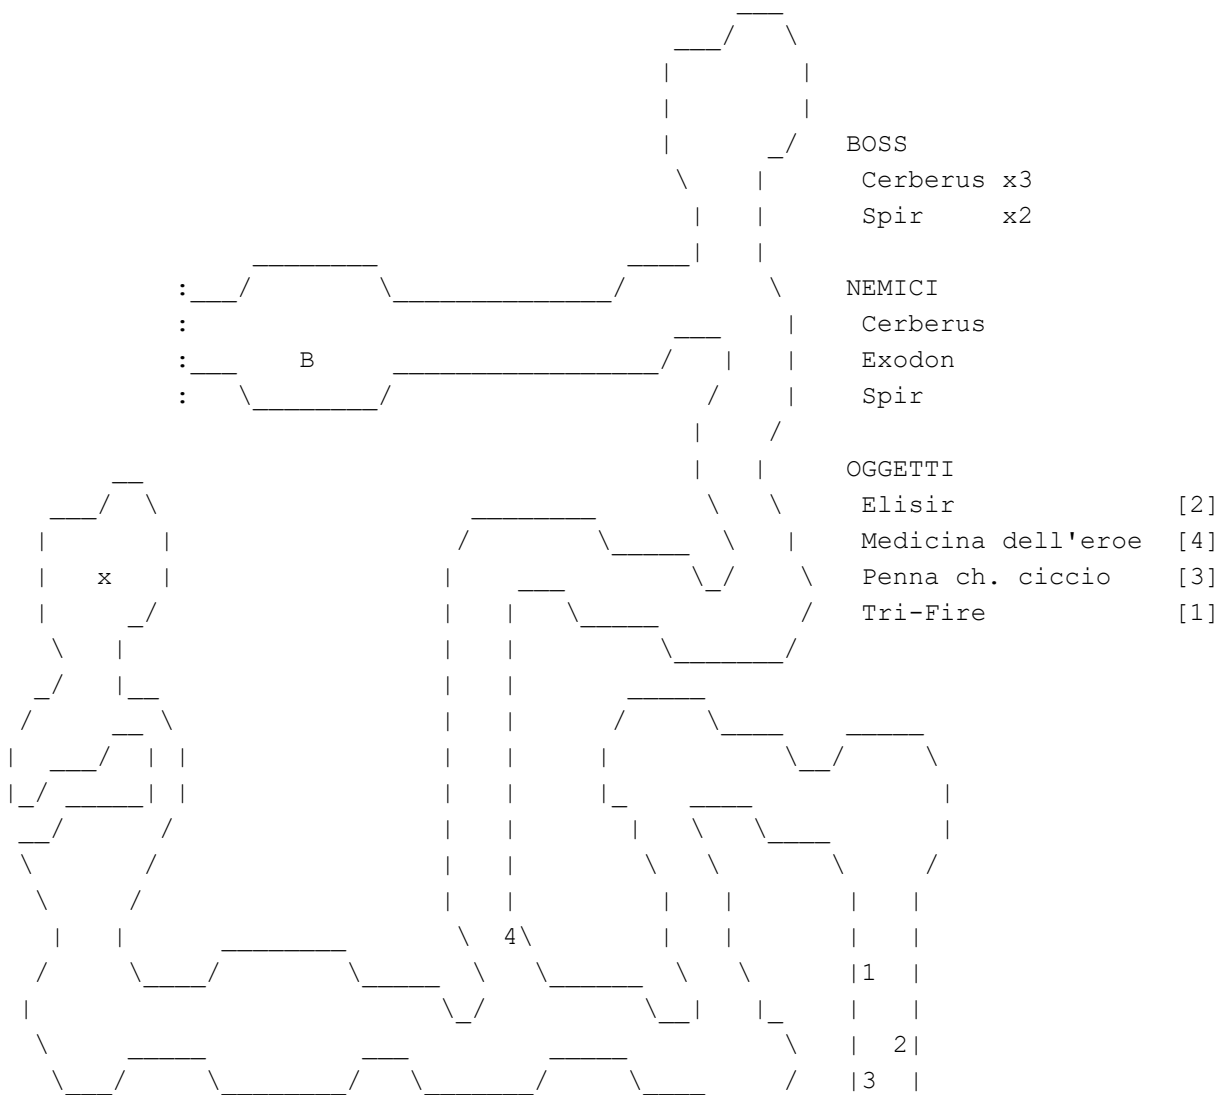 BOSS
Cerberus x3
Spir x2
NEMICI
Cerberus
B
Exodon
Spir
OGGETTI
Elisir [2]
Medicina dell'eroe [4]
x
Penna ch. ciccio [3]
Tri-Fire [1]
4
1
2
3